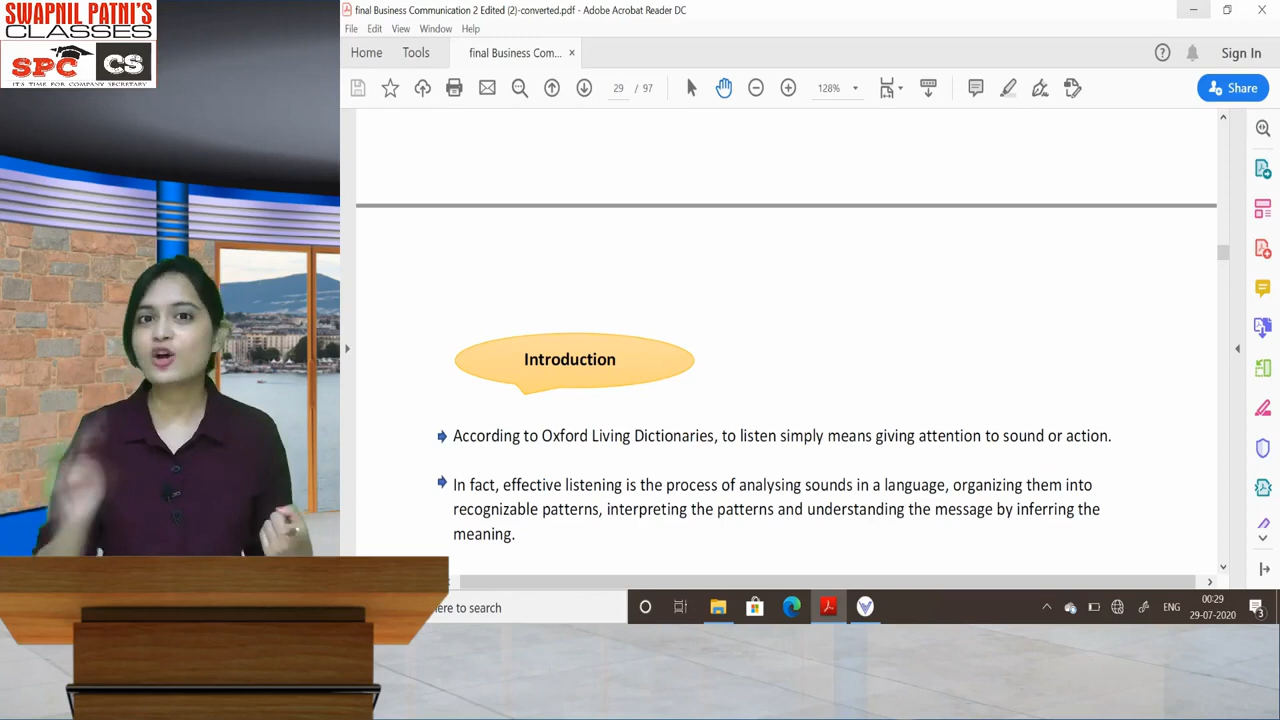 SWAPNIL PATNI'S
CLASSES
SPC CS
IT'S TIME FOR COMPANY SECRETARY
final Business Communication 2 Edited (2)-converted.pdf - Adobe Acrobat Reader DC
File Edit View Window Help
Home Tools final Business Com... × Sign In
29 / 97 128% Share
Introduction
According to Oxford Living Dictionaries, to listen simply means giving attention to sound or action.
In fact, effective listening is the process of analysing sounds in a language, organizing them into
recognizable patterns, interpreting the patterns and understanding the message by inferring the
meaning.
ere to search
ENG
00:29
29-07-2020
3